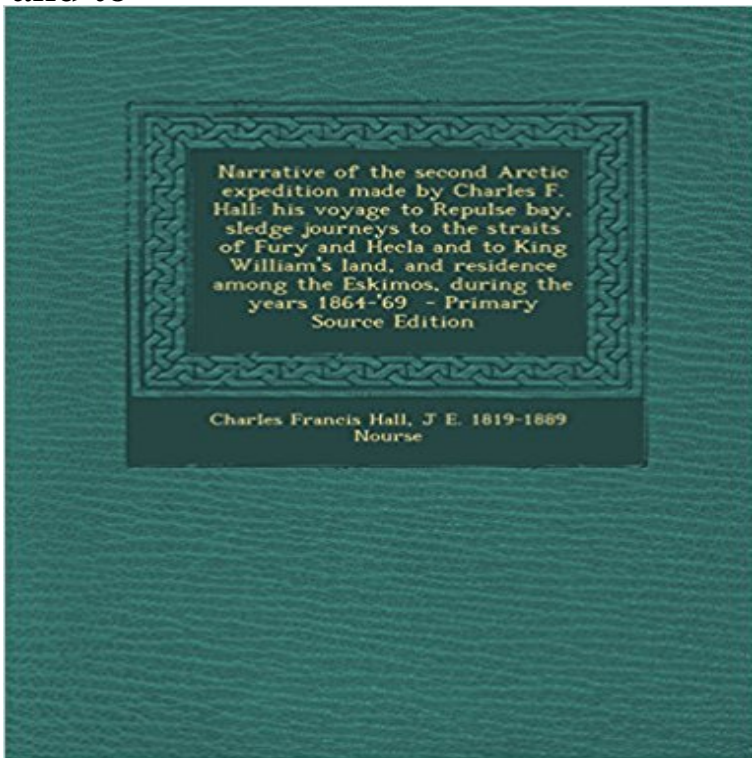 and to
Narrative of the second Arctic
expedition made by Charles F.
Hall: his voyage to Repulse bay,
sledge journeys to the straits
of Fury and Hecla and to King
William's land, and residence
among the Eskimos, during the
years 1864-'69 - Primary
Source Edition
Charles Francis Hall, J E. 1819-1889
Nourse